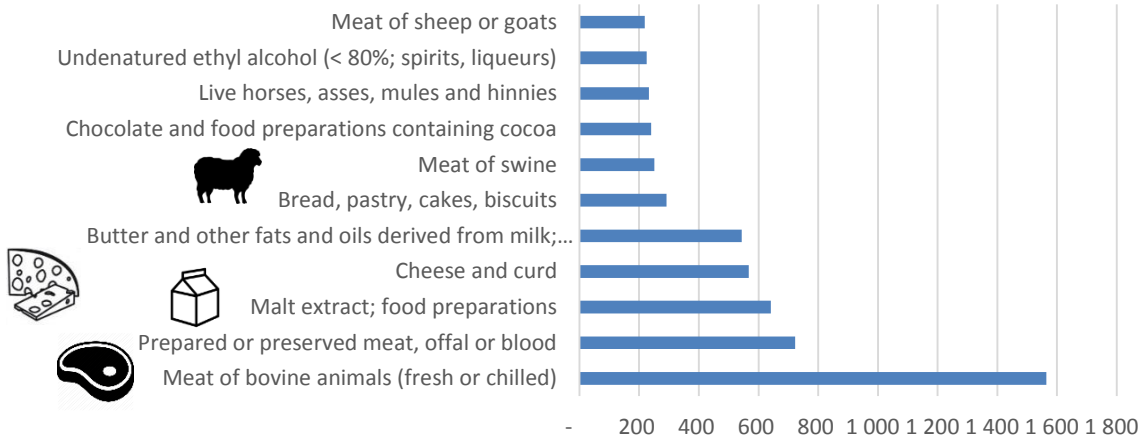 Meat of sheep or goats
Undenatured ethyl alcohol (< 80%; spirits, liqueurs)
Live horses, asses, mules and hinnies
Chocolate and food preparations containing cocoa
Meat of swine
Bread, pastry, cakes, biscuits
Butter and other fats and oils derived from milk;…
Cheese and curd
Malt extract; food preparations
Prepared or preserved meat, offal or blood
Meat of bovine animals (fresh or chilled)
- 200 400 600 800 1 000 1 200 1 400 1 600 1 800